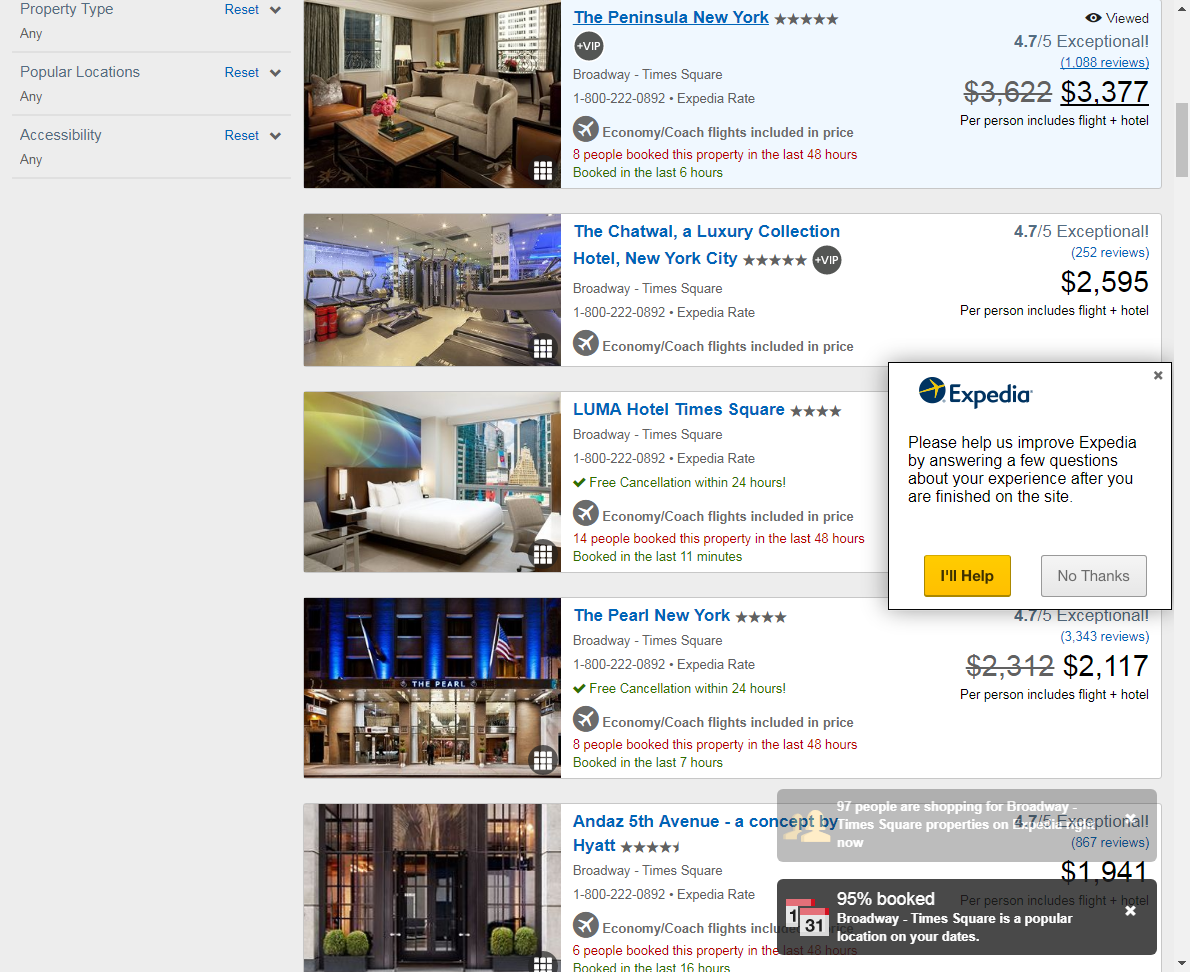 Property Type Reset
Any
Popular Locations Reset
Any
Accessibility Reset
Any
The Peninsula New York
Viewed
+VIP
4.7/5 Exceptional!
(1,088 reviews)
Broadway - Times Square
$3,622 $3,377
1-800-222-0892 • Expedia Rate
Per person includes flight + hotel
Economy/Coach flights included in price
8 people booked this property in the last 48 hours
Booked in the last 6 hours
The Chatwal, a Luxury Collection
Hotel, New York City +VIP
4.7/5 Exceptional!
(252 reviews)
$2,595
Broadway - Times Square
1-800-222-0892 • Expedia Rate
Per person includes flight + hotel
Economy/Coach flights included in price
LUMA Hotel Times Square
Broadway - Times Square
1-800-222-0892 • Expedia Rate
Free Cancellation within 24 hours!
Economy/Coach flights included in price
14 people booked this property in the last 48 hours
Booked in the last 11 minutes
Expedia
Please help us improve Expedia
by answering a few questions
about your experience after you
are finished on the site.
I'll Help No Thanks
THE PEARL
The Pearl New York
4.7/5 Exceptional!
(3,343 reviews)
Broadway - Times Square
$2,312 $2,117
1-800-222-0892 • Expedia Rate
Per person includes flight + hotel
Free Cancellation within 24 hours!
Economy/Coach flights included in price
8 people booked this property in the last 48 hours
Booked in the last 7 hours
Andaz 5th Avenue - a concept by
Hyatt
4.7/5 Exceptional!
(867 reviews)
$1,941
Broadway - Times Square
1-800-222-0892 • Expedia Rate
Per person includes flight + hotel
Economy/Coach flights
6 people booked this property in the last 48 hours
Booked in the last 16 hours
97 people are shopping for Broadway -
Times Square properties on Expedia right
now
1
31
95% booked
Broadway - Times Square is a popular
location on your dates.